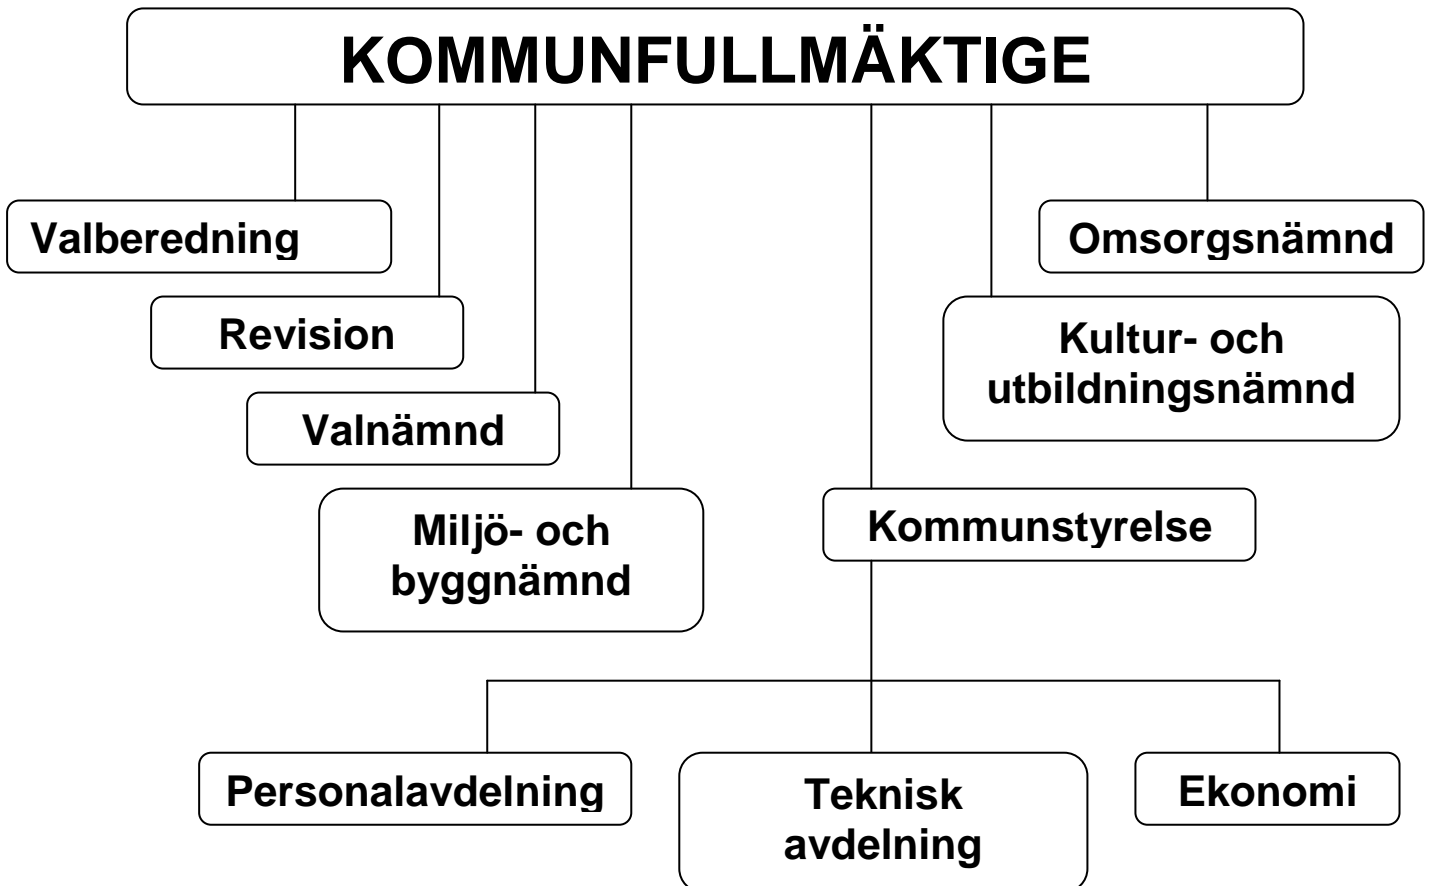 KOMMUNFULLMÄKTIGE
Valberedning
Omsorgsnämnd
Revision
Kultur- och
utbildningsnämnd
Valnämnd
Miljö- och
byggnämnd
Kommunstyrelse
Personalavdelning
Teknisk
avdelning
Ekonomi